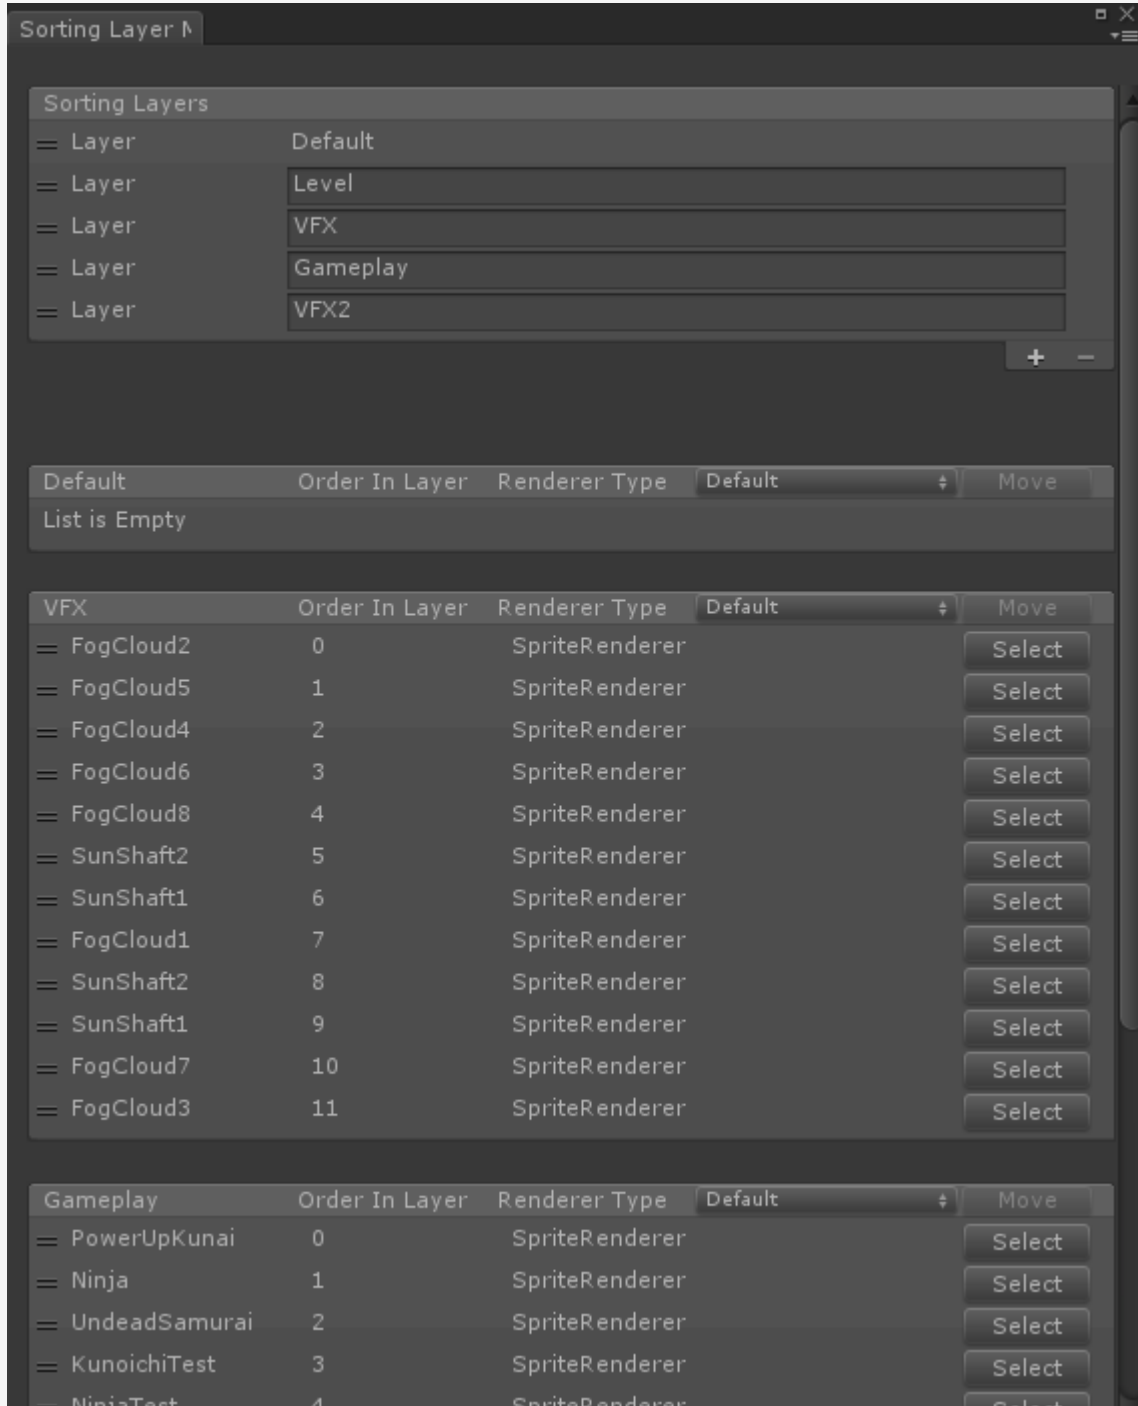 Sorting Layer
Sorting Layers
Layer Default
Layer Level
Layer VFX
Layer Gameplay
Layer VFX2
+ −
Default Order In Layer Renderer Type Default Move
List is Empty
VFX Order In Layer Renderer Type Default Move
FogCloud2 0 SpriteRenderer Select
FogCloud5 1 SpriteRenderer Select
FogCloud4 2 SpriteRenderer Select
FogCloud6 3 SpriteRenderer Select
FogCloud8 4 SpriteRenderer Select
SunShaft2 5 SpriteRenderer Select
SunShaft1 6 SpriteRenderer Select
FogCloud1 7 SpriteRenderer Select
SunShaft2 8 SpriteRenderer Select
SunShaft1 9 SpriteRenderer Select
FogCloud7 10 SpriteRenderer Select
FogCloud3 11 SpriteRenderer Select
Gameplay Order In Layer Renderer Type Default Move
PowerUpKunai 0 SpriteRenderer Select
Ninja 1 SpriteRenderer Select
UndeadSamurai 2 SpriteRenderer Select
KunoichiTest 3 SpriteRenderer Select
NinjaTest 4 SpriteRenderer Select